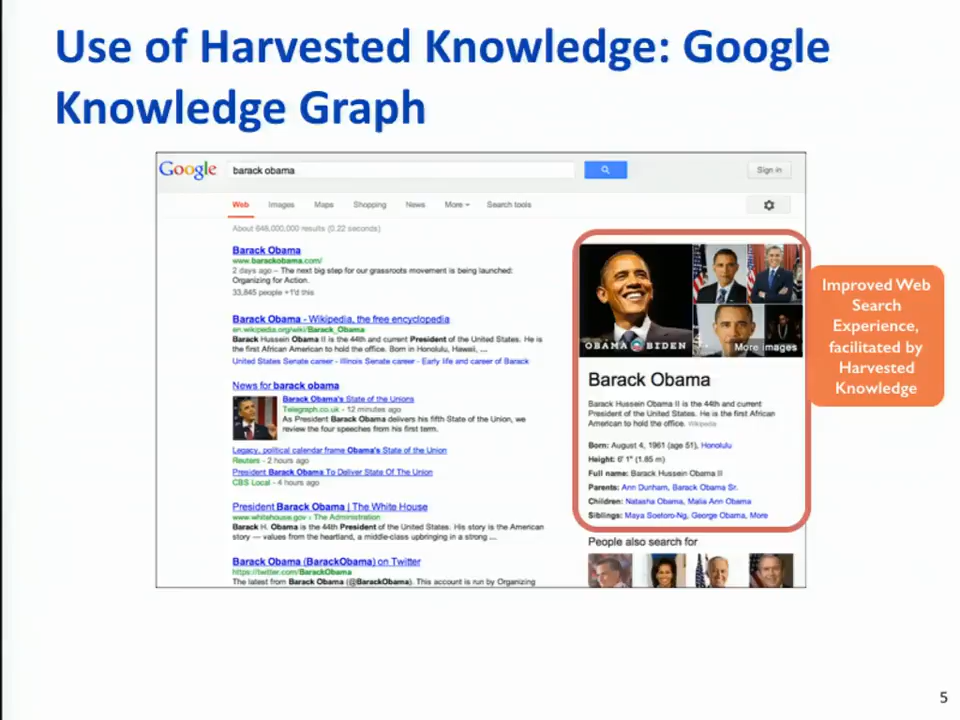 Use of Harvested Knowledge: Google
Knowledge Graph
Google
barack obama
Sign in
Web Images Maps Shopping News More Search tools
About 648,000,000 results (0.22 seconds)
Barack Obama
www.barackobama.com/
2 days ago – The next big step for our grassroots movement is being launched:
Organizing for Action.
33,845 people +1'd this
Barack Obama - Wikipedia, the free encyclopedia
en.wikipedia.org/wiki/Barack_Obama
Barack Hussein Obama II is the 44th and current President of the United States. He is
the first African American to hold the office. Born in Honolulu, Hawaii, ...
United States Senate career - Illinois Senate career - Early life and career of Barack
News for barack obama
Barack Obama's State of the Unions
Telegraph.co.uk - 12 minutes ago
As President Barack Obama delivers his fifth State of the Union, we
review the four speeches from his first term.
Legacy, political calendar frame Obama's State of the Union
Reuters - 2 hours ago
President Barack Obama To Deliver State Of The Union
CBS Local - 4 hours ago
President Barack Obama | The White House
www.whitehouse.gov › The Administration
Barack H. Obama is the 44th President of the United States. His story is the American
story — values from the heartland, a middle-class upbringing in a strong ...
Barack Obama (BarackObama) on Twitter
https://twitter.com/BarackObama
The latest from Barack Obama (@BarackObama). This account is run by Organizing
OBAMA BIDEN
More images
Barack Obama
Barack Hussein Obama II is the 44th and current
President of the United States. He is the first African
American to hold the office. Wikipedia
Born: August 4, 1961 (age 51), Honolulu
Height: 6' 1" (1.85 m)
Full name: Barack Hussein Obama II
Parents: Ann Dunham, Barack Obama Sr.
Children: Natasha Obama, Malia Ann Obama
Siblings: Maya Soetoro-Ng, George Obama, More
People also search for
Improved Web
Search
Experience,
facilitated by
Harvested
Knowledge
5